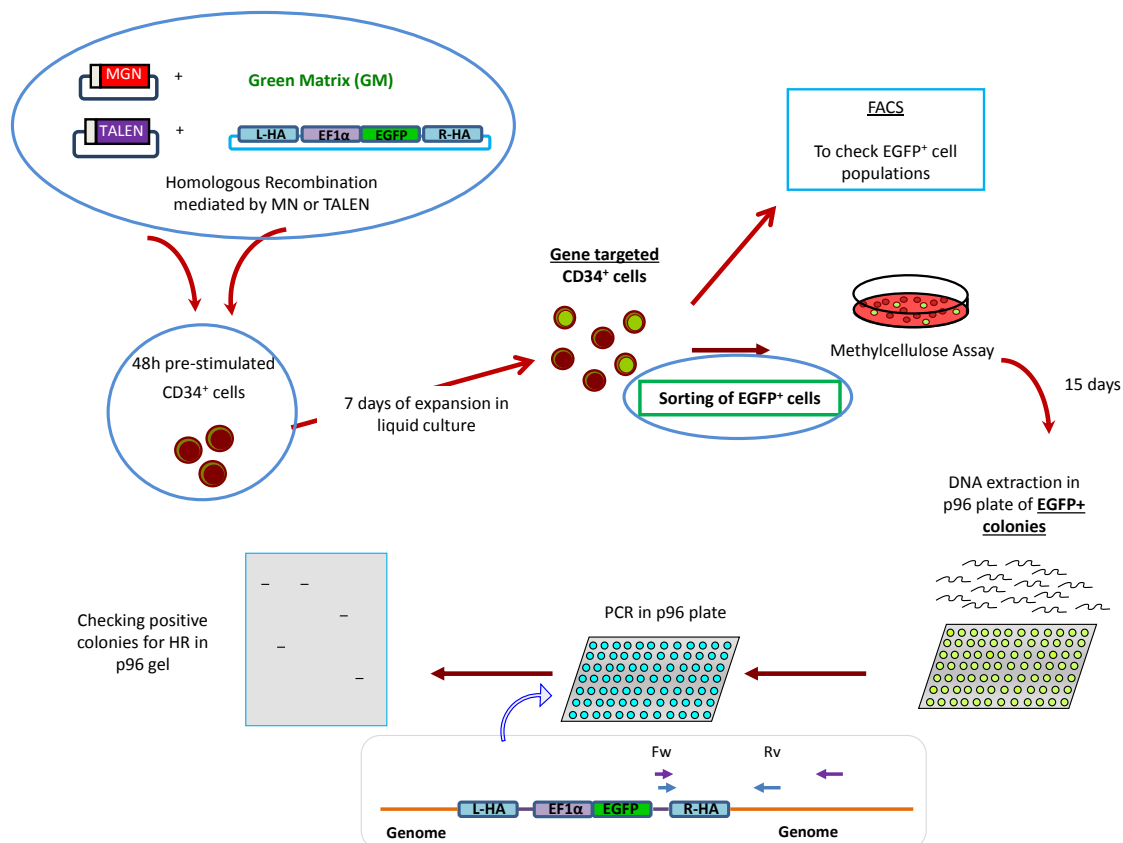 MGN
+
Green Matrix (GM)
TALEN
+
L-HA
EF1α
EGFP
R-HA
Homologous Recombination
mediated by MN or TALEN
FACS
To check EGFP⁺ cell
populations
Gene targeted
CD34⁺ cells
48h pre-stimulated
CD34⁺ cells
7 days of expansion in
liquid culture
Sorting of EGFP⁺ cells
Methylcellulose Assay
15 days
DNA extraction in
p96 plate of EGFP+
colonies
PCR in p96 plate
Checking positive
colonies for HR in
p96 gel
Fw
Rv
L-HA
EF1α
EGFP
R-HA
Genome
Genome